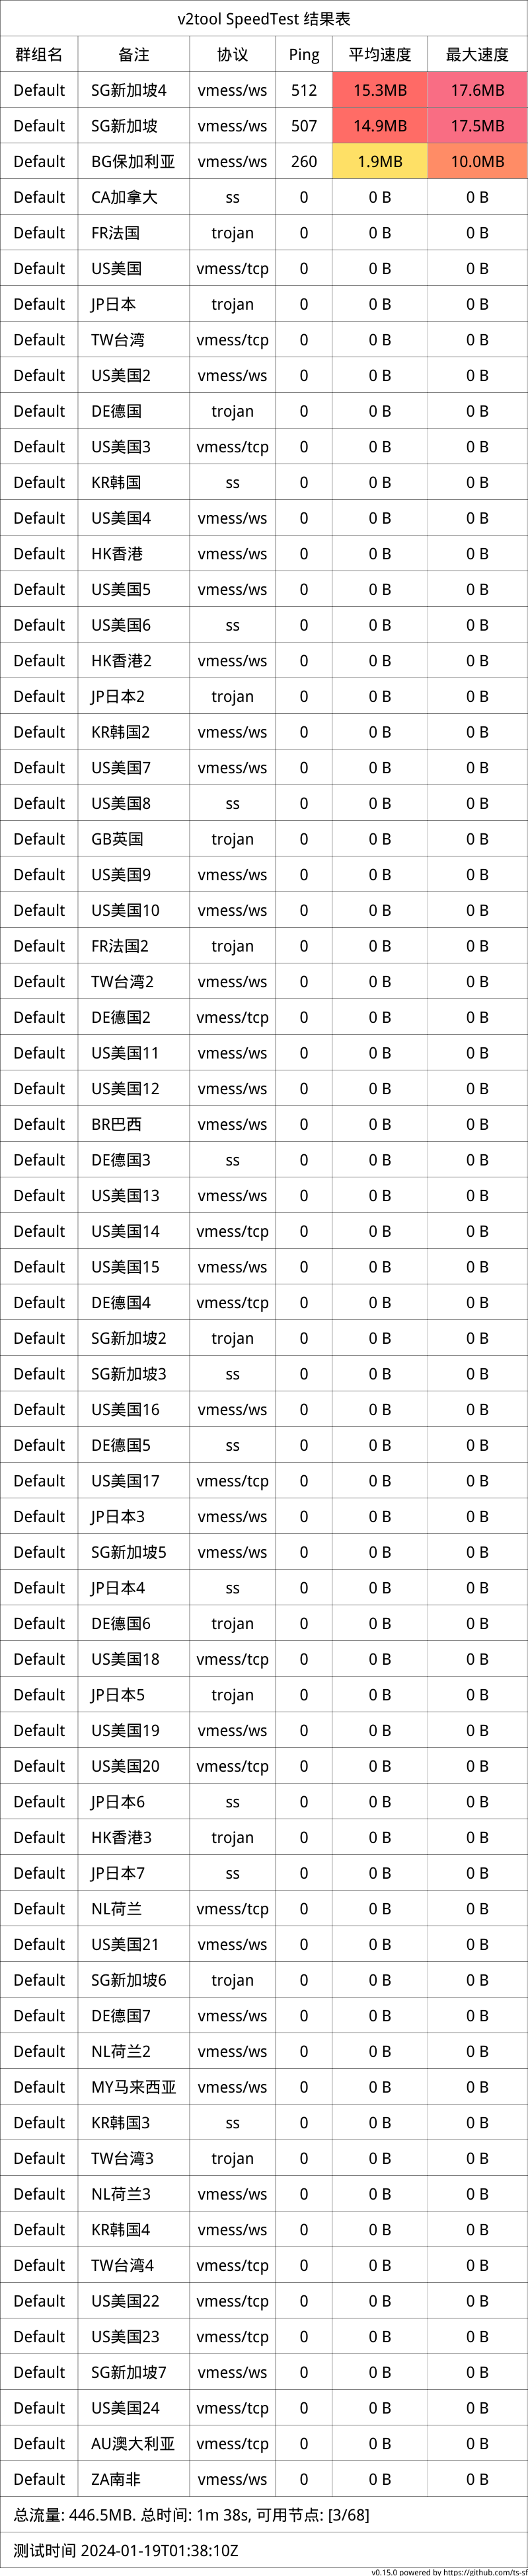 v2tool SpeedTest 结果表
群组名 备注 协议 Ping 平均速度 最大速度
Default SG新加坡4 vmess/ws 512 15.3MB 17.6MB
Default SG新加坡 vmess/ws 507 14.9MB 17.5MB
Default BG保加利亚 vmess/ws 260 1.9MB 10.0MB
Default CA加拿大 ss 0 0 B 0 B
Default FR法国 trojan 0 0 B 0 B
Default US美国 vmess/tcp 0 0 B 0 B
Default JP日本 trojan 0 0 B 0 B
Default TW台湾 vmess/tcp 0 0 B 0 B
Default US美国2 vmess/ws 0 0 B 0 B
Default DE德国 trojan 0 0 B 0 B
Default US美国3 vmess/tcp 0 0 B 0 B
Default KR韩国 ss 0 0 B 0 B
Default US美国4 vmess/ws 0 0 B 0 B
Default HK香港 vmess/ws 0 0 B 0 B
Default US美国5 vmess/ws 0 0 B 0 B
Default US美国6 ss 0 0 B 0 B
Default HK香港2 vmess/ws 0 0 B 0 B
Default JP日本2 trojan 0 0 B 0 B
Default KR韩国2 vmess/ws 0 0 B 0 B
Default US美国7 vmess/ws 0 0 B 0 B
Default US美国8 ss 0 0 B 0 B
Default GB英国 trojan 0 0 B 0 B
Default US美国9 vmess/ws 0 0 B 0 B
Default US美国10 vmess/ws 0 0 B 0 B
Default FR法国2 trojan 0 0 B 0 B
Default TW台湾2 vmess/ws 0 0 B 0 B
Default DE德国2 vmess/tcp 0 0 B 0 B
Default US美国11 vmess/ws 0 0 B 0 B
Default US美国12 vmess/ws 0 0 B 0 B
Default BR巴西 vmess/ws 0 0 B 0 B
Default DE德国3 ss 0 0 B 0 B
Default US美国13 vmess/ws 0 0 B 0 B
Default US美国14 vmess/tcp 0 0 B 0 B
Default US美国15 vmess/ws 0 0 B 0 B
Default DE德国4 vmess/tcp 0 0 B 0 B
Default SG新加坡2 trojan 0 0 B 0 B
Default SG新加坡3 ss 0 0 B 0 B
Default US美国16 vmess/ws 0 0 B 0 B
Default DE德国5 ss 0 0 B 0 B
Default US美国17 vmess/tcp 0 0 B 0 B
Default JP日本3 vmess/ws 0 0 B 0 B
Default SG新加坡5 vmess/ws 0 0 B 0 B
Default JP日本4 ss 0 0 B 0 B
Default DE德国6 trojan 0 0 B 0 B
Default US美国18 vmess/tcp 0 0 B 0 B
Default JP日本5 trojan 0 0 B 0 B
Default US美国19 vmess/ws 0 0 B 0 B
Default US美国20 vmess/tcp 0 0 B 0 B
Default JP日本6 ss 0 0 B 0 B
Default HK香港3 trojan 0 0 B 0 B
Default JP日本7 ss 0 0 B 0 B
Default NL荷兰 vmess/tcp 0 0 B 0 B
Default US美国21 vmess/ws 0 0 B 0 B
Default SG新加坡6 trojan 0 0 B 0 B
Default DE德国7 vmess/ws 0 0 B 0 B
Default NL荷兰2 vmess/ws 0 0 B 0 B
Default MY马来西亚 vmess/ws 0 0 B 0 B
Default KR韩国3 ss 0 0 B 0 B
Default TW台湾3 trojan 0 0 B 0 B
Default NL荷兰3 vmess/ws 0 0 B 0 B
Default KR韩国4 vmess/ws 0 0 B 0 B
Default TW台湾4 vmess/tcp 0 0 B 0 B
Default US美国22 vmess/tcp 0 0 B 0 B
Default US美国23 vmess/tcp 0 0 B 0 B
Default SG新加坡7 vmess/ws 0 0 B 0 B
Default US美国24 vmess/tcp 0 0 B 0 B
Default AU澳大利亚 vmess/tcp 0 0 B 0 B
Default ZA南非 vmess/ws 0 0 B 0 B
总流量: 446.5MB. 总时间: 1m 38s, 可用节点: [3/68]
测试时间 2024-01-19T01:38:10Z
v0.15.0 powered by